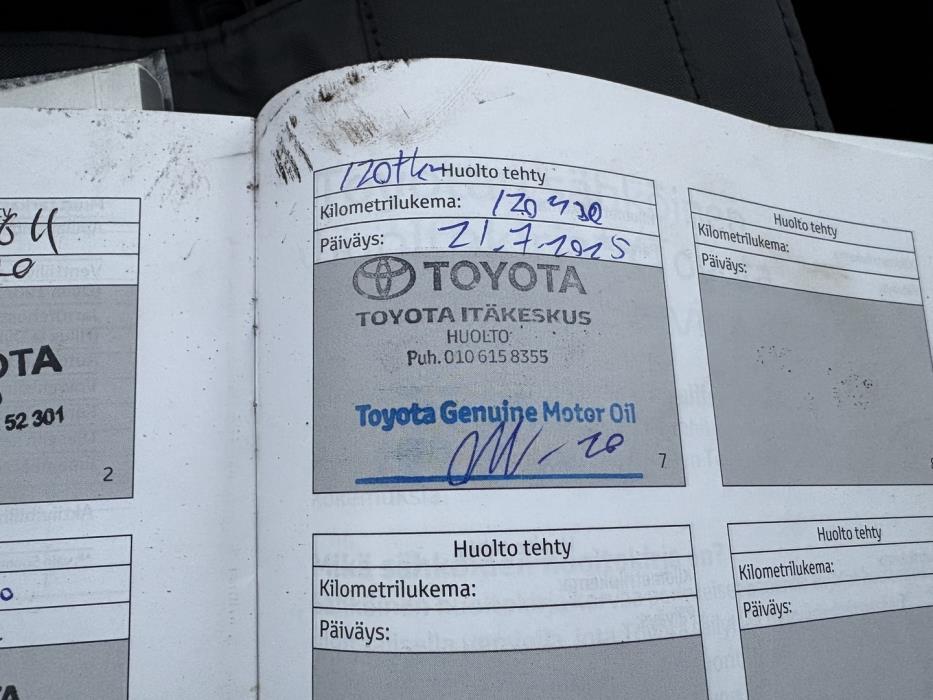 OTA
52 301
2
120tkm Huolto tehty
Kilometrilukema:
Päiväys: 21.7.2025
TOYOTA
TOYOTA ITÄKESKUS
HUOLTO
Puh. 010 615 8355
Toyota Genuine Motor Oil
7
Huolto tehty
Kilometrilukema:
Päiväys:
Huolto tehty
Kilometrilukema:
Päiväys:
Huolto tehty
Kilometrilukema:
Päiväys: